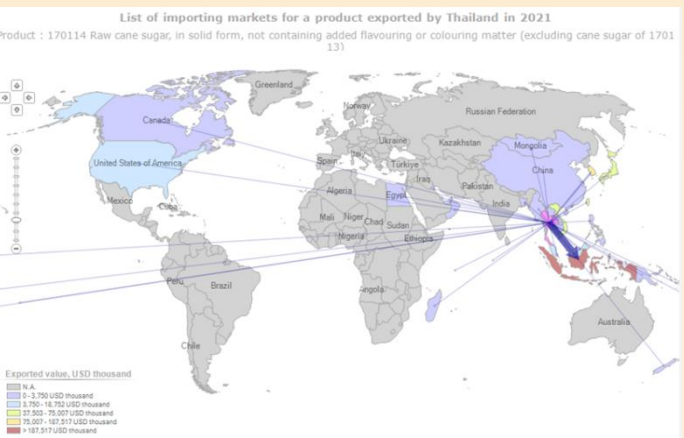 List of importing markets for a product exported by Thailand in 2021
Product : 170114 Raw cane sugar, in solid form, not containing added flavouring or colouring matter (excluding cane sugar of 1701
13)
Greenland
Norway
Russian Federation
Canada
Ukraine
Kazakhstan
Mongolia
United States of America
Spain
Türkiye
China
Iraq
Pakistan
Algeria
Egypt
India
Mexico
Cuba
Mali
Niger
Chad
Sudan
Nigeria
Ethiopia
Peru
Brazil
Angola
Australia
Chile
Exported value, USD thousand
N.A.
0 - 3,750 USD thousand
3,750 - 18,752 USD thousand
37,503 - 75,007 USD thousand
75,007 - 187,517 USD thousand
> 187,517 USD thousand